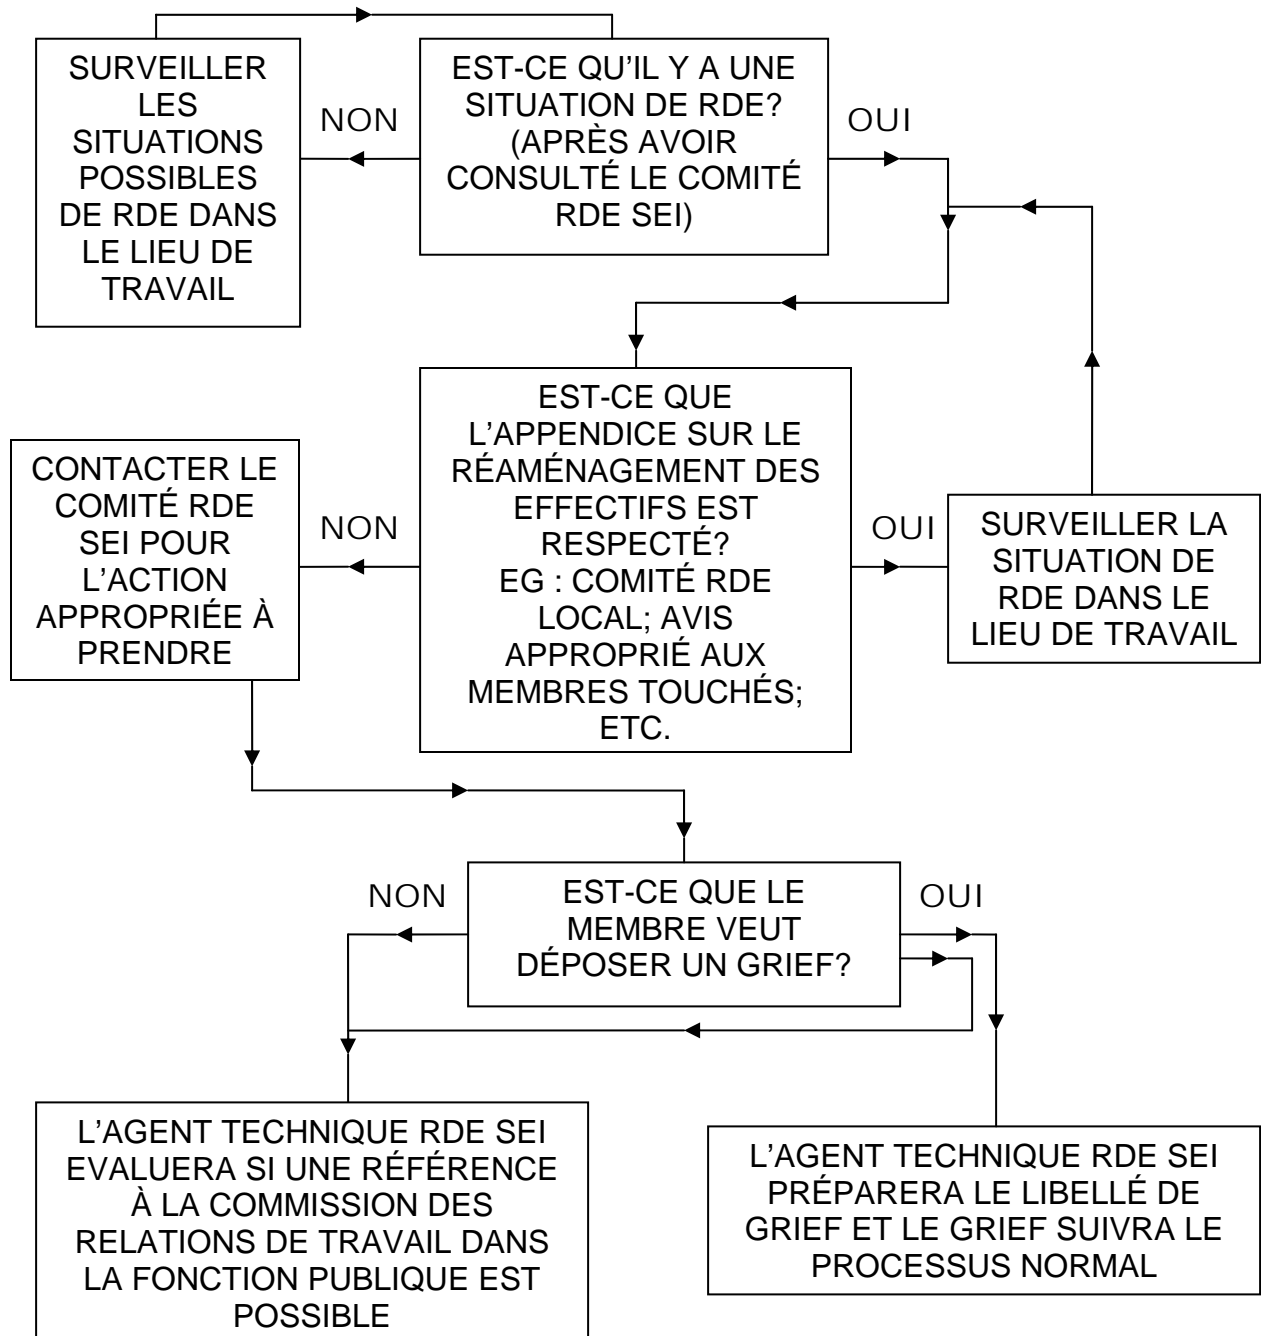 SURVEILLER
LES
SITUATIONS
POSSIBLES
DE RDE DANS
LE LIEU DE
TRAVAIL
NON
EST-CE QU'IL Y A UNE
SITUATION DE RDE?
(APRÈS AVOIR
CONSULTÉ LE COMITÉ
RDE SEI)
OUI
EST-CE QUE
L'APPENDICE SUR LE
RÉAMÉNAGEMENT DES
EFFECTIFS EST
RESPECTÉ?
EG : COMITÉ RDE
LOCAL; AVIS
APPROPRIÉ AUX
MEMBRES TOUCHÉS;
ETC.
NON
OUI
CONTACTER LE
COMITÉ RDE
SEI POUR
L'ACTION
APPROPRIÉE À
PRENDRE
SURVEILLER LA
SITUATION DE
RDE DANS LE
LIEU DE TRAVAIL
NON
EST-CE QUE LE
MEMBRE VEUT
DÉPOSER UN GRIEF?
OUI
L'AGENT TECHNIQUE RDE SEI
EVALUERA SI UNE RÉFÉRENCE
À LA COMMISSION DES
RELATIONS DE TRAVAIL DANS
LA FONCTION PUBLIQUE EST
POSSIBLE
L'AGENT TECHNIQUE RDE SEI
PRÉPARERA LE LIBELLÉ DE
GRIEF ET LE GRIEF SUIVRA LE
PROCESSUS NORMAL